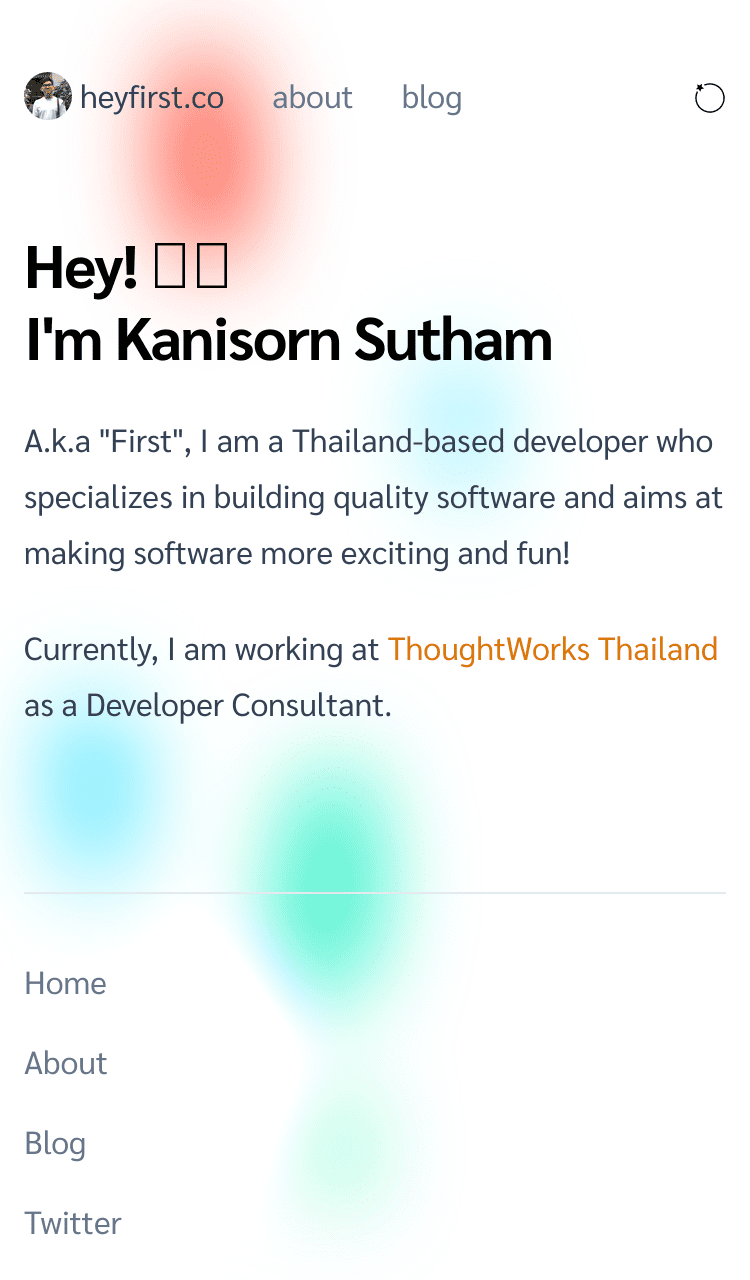 heyfirst.co about blog
Hey!
I'm Kanisorn Sutham
A.k.a "First", I am a Thailand-based developer who
specializes in building quality software and aims at
making software more exciting and fun!
Currently, I am working at ThoughtWorks Thailand
as a Developer Consultant.
Home
About
Blog
Twitter